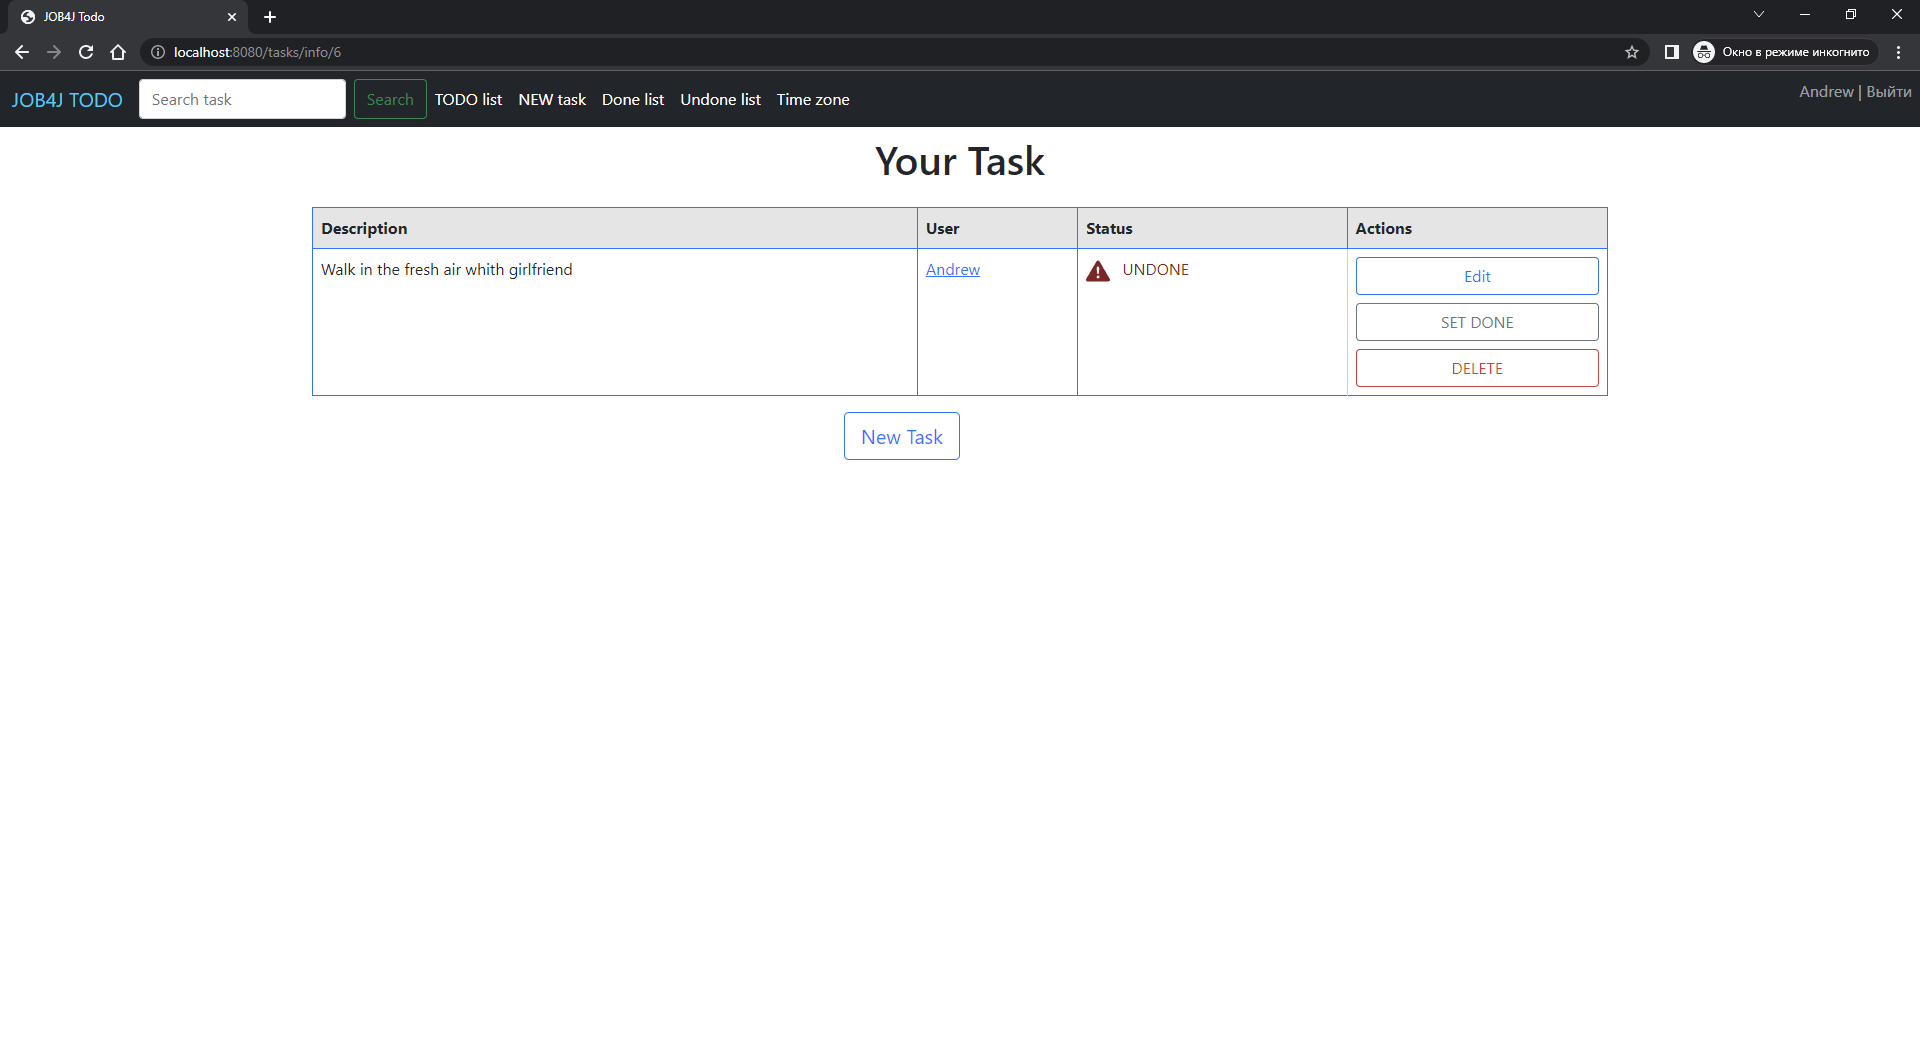 JOB4J Todo
localhost:8080/tasks/info/6
Окно в режиме инкогнито
JOB4J TODO Search task Search TODO list NEW task Done list Undone list Time zone Andrew | Выйти
Your Task
Description User Status Actions
Walk in the fresh air whith girlfriend Andrew UNDONE Edit
SET DONE
DELETE
New Task